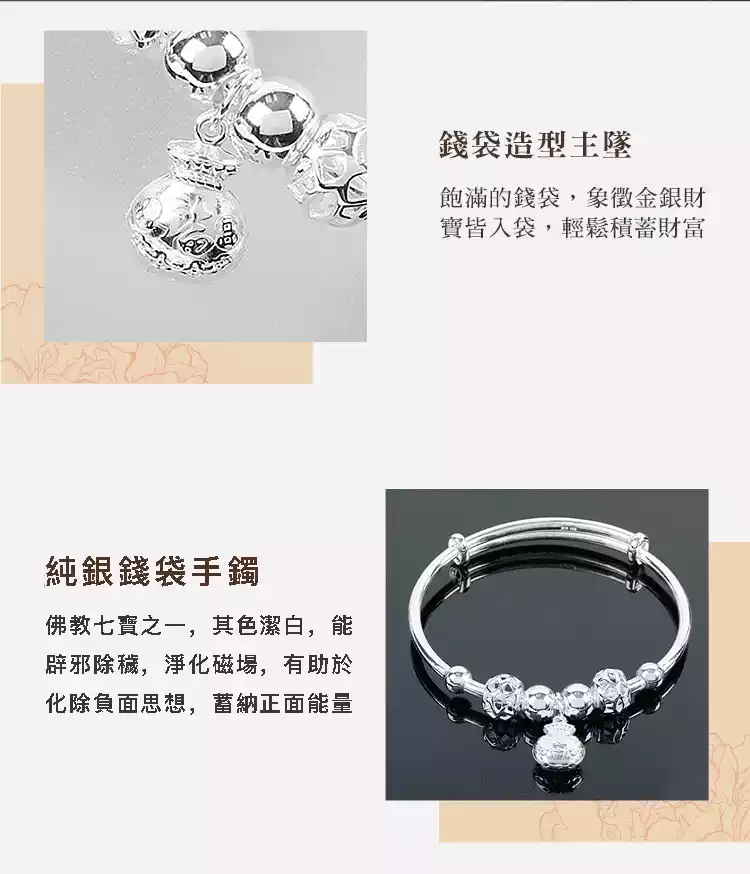 錢袋造型主墜
飽滿的錢袋，象徵金銀財
寶皆入袋，輕鬆積蓄財富
純銀錢袋手鐲
佛教七寶之一，其色潔白，能
辟邪除穢，淨化磁場，有助於
化除負面思想，蓄納正面能量